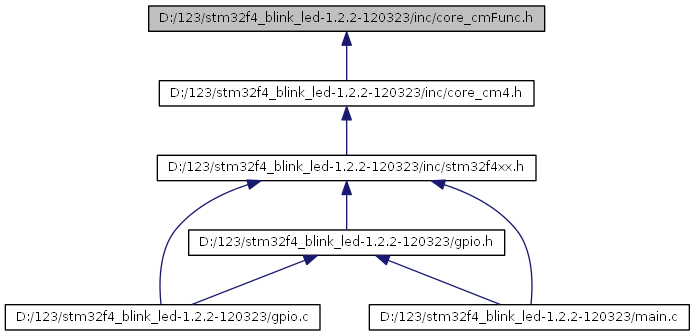 D:/123/stm32f4_blink_led-1.2.2-120323/inc/core_cmFunc.h
D:/123/stm32f4_blink_led-1.2.2-120323/inc/core_cm4.h
D:/123/stm32f4_blink_led-1.2.2-120323/inc/stm32f4xx.h
D:/123/stm32f4_blink_led-1.2.2-120323/gpio.h
D:/123/stm32f4_blink_led-1.2.2-120323/gpio.c
D:/123/stm32f4_blink_led-1.2.2-120323/main.c